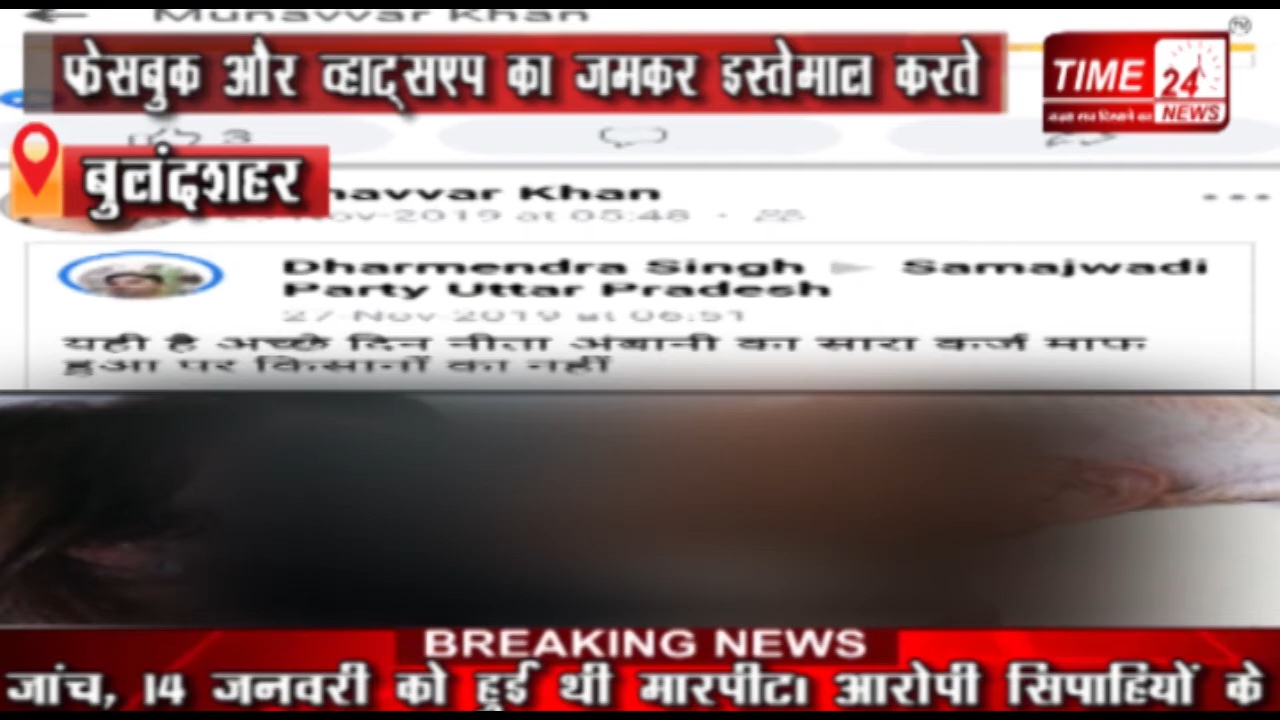 Munavvar Khan
फेसबुक और व्हाट्सएप का जमकर इस्तेमाल करते
TIME 24 NEWS
3
बुलंदशहर
navvar Khan
Nov 2019 at 05:48
Dharmendra Singh ▶ Samajwadi
Party Uttar Pradesh
27 Nov 2019 at 06:51
यही है अच्छे दिन नीता अंबानी का सारा कर्ज माफ
हुआ पर किसानों का नहीं
BREAKING NEWS
जांच, 14 जनवरी को हुई थी मारपीट। आरोपी सिपाहियों के